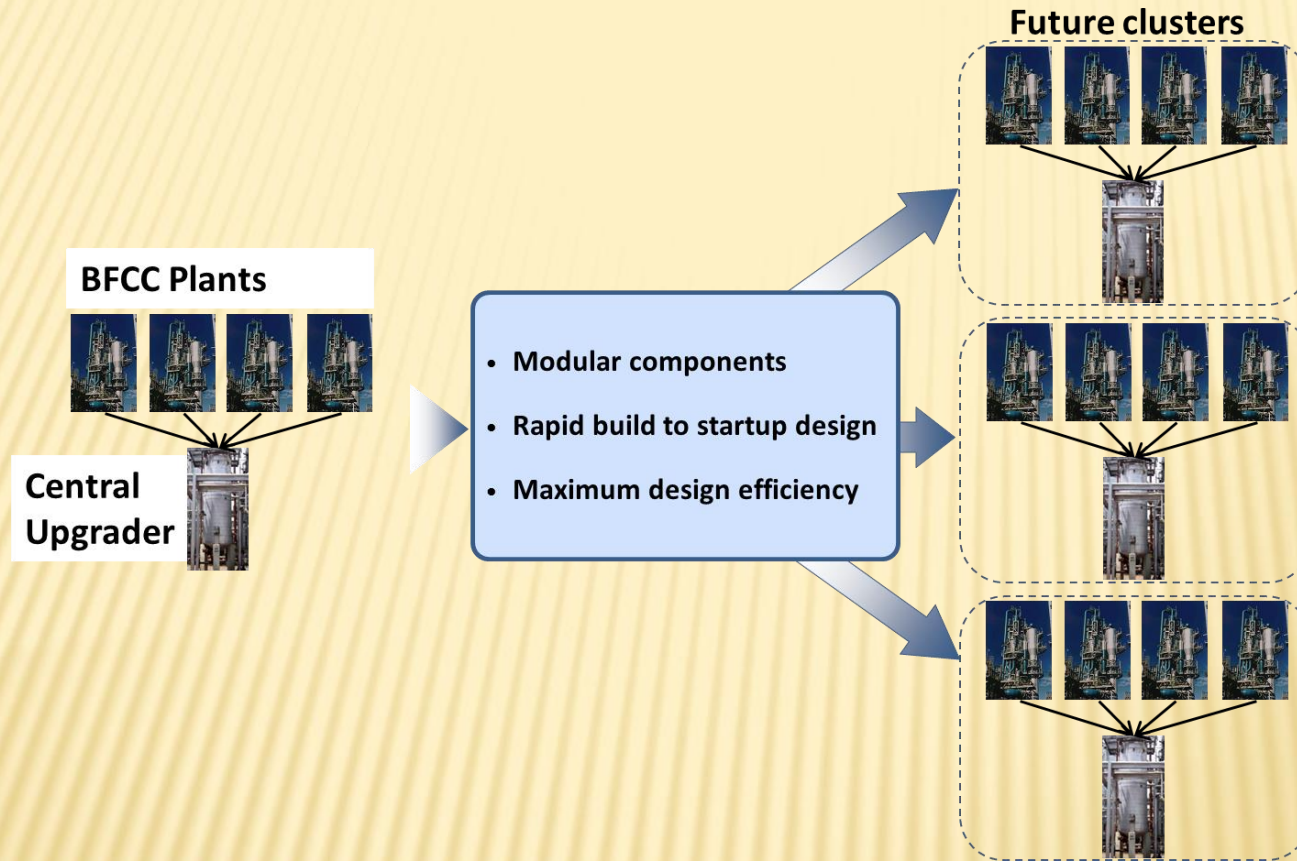 Future clusters
BFCC Plants
Central
Upgrader
• Modular components
• Rapid build to startup design
• Maximum design efficiency